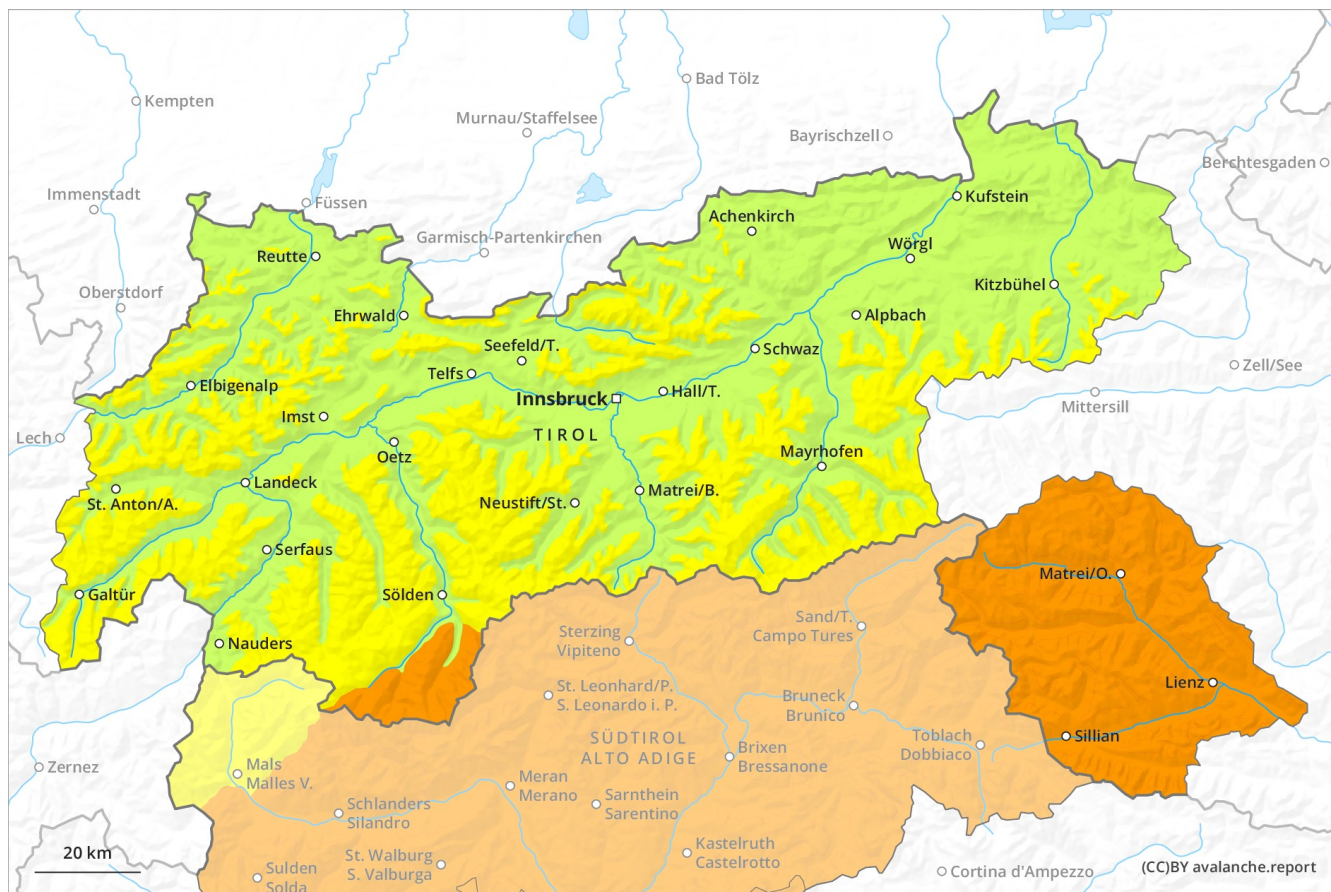 Bad Tölz
Kempten
Murnau/Staffelsee
Bayrischzell
Berchtesgaden
Immenstadt
Füssen
Kufstein
Achenkirch
Garmisch-Partenkirchen
Wörgl
Reutte
Kitzbühel
Oberstdorf
Ehrwald
Alpbach
Seefeld/T.
Schwaz
Zell/See
Telfs
Elbigenalp
Hall/T.
Innsbruck
Mittersill
Imst
Lech
TIROL
Oetz
Mayrhofen
Landeck
Matrei/B.
St. Anton/A.
Neustift/St.
Serfaus
Matrei/O.
Galtür
Sölden
Sand/T.
Campo Tures
Sterzing
Vipiteno
Nauders
Lienz
St. Leonhard/P.
S. Leonardo i. P.
Bruneck
Brunico
SÜDTIROL
ALTO ADIGE
Toblach
Dobbiaco
Sillian
Brixen
Bressanone
Zernez
Mals
Malles V.
Meran
Merano
Sarnthein
Sarentino
Schlanders
Silandro
Kastelruth
Castelrotto
St. Walburg
S. Valburga
20 km
Sulden
Solda
Cortina d'Ampezzo
(CC)BY avalanche.report